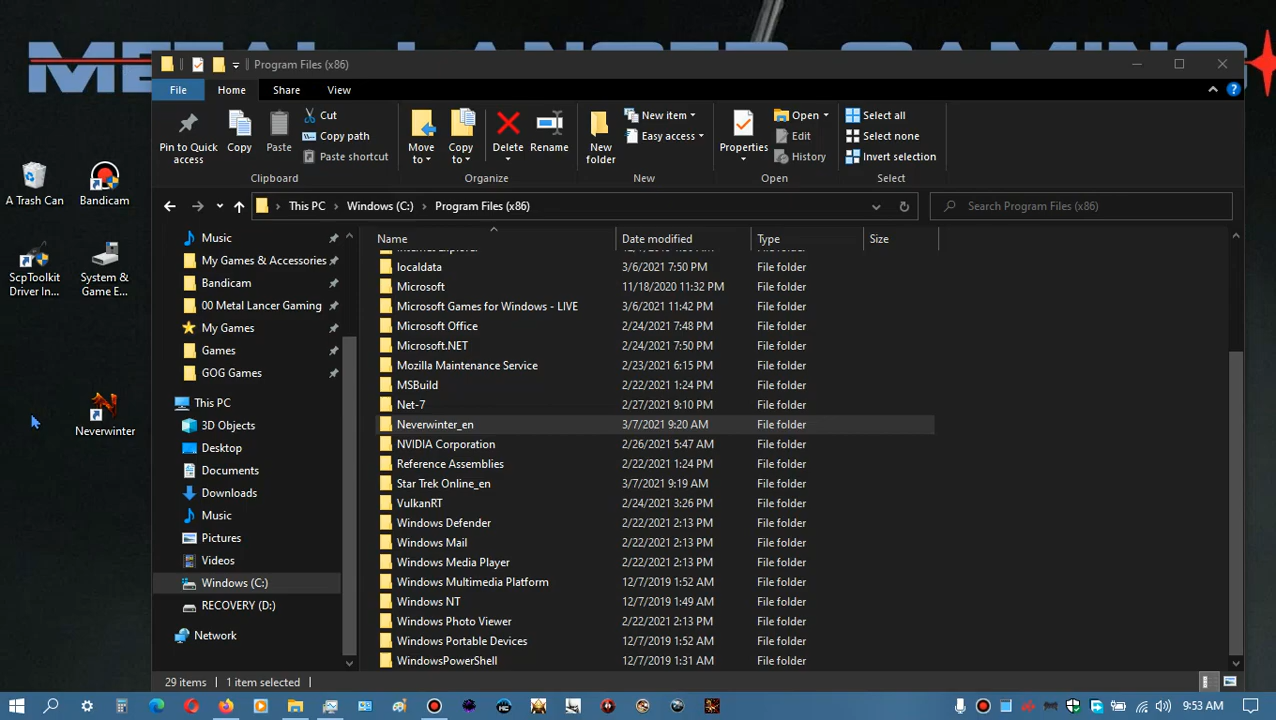 METAL LANCER GAMING
Program Files (x86)
File Home Share View
Pin to Quick access
Copy
Paste
Cut
Copy path
Paste shortcut
Clipboard
Move to
Copy to
Delete
Rename
Organize
New folder
New item
Easy access
New
Properties
Open
Edit
History
Open
Select all
Select none
Invert selection
Select
This PC > Windows (C:) > Program Files (x86)
Search Program Files (x86)
A Trash Can
Bandicam
ScpToolkit Driver In...
System & Game E...
Neverwinter
Music
My Games & Accessories
Bandicam
00 Metal Lancer Gaming
My Games
Games
GOG Games
This PC
3D Objects
Desktop
Documents
Downloads
Music
Pictures
Videos
Windows (C:)
RECOVERY (D:)
Network
Name Date modified Type Size
localdata 3/6/2021 7:50 PM File folder
Microsoft 11/18/2020 11:32 PM File folder
Microsoft Games for Windows - LIVE 3/6/2021 11:42 PM File folder
Microsoft Office 2/24/2021 7:48 PM File folder
Microsoft.NET 2/24/2021 7:50 PM File folder
Mozilla Maintenance Service 2/23/2021 6:15 PM File folder
MSBuild 2/22/2021 1:24 PM File folder
Net-7 2/27/2021 9:10 PM File folder
Neverwinter_en 3/7/2021 9:20 AM File folder
NVIDIA Corporation 2/26/2021 5:47 AM File folder
Reference Assemblies 2/22/2021 1:24 PM File folder
Star Trek Online_en 3/7/2021 9:19 AM File folder
VulkanRT 2/24/2021 3:26 PM File folder
Windows Defender 2/22/2021 2:13 PM File folder
Windows Mail 2/22/2021 2:13 PM File folder
Windows Media Player 2/22/2021 2:13 PM File folder
Windows Multimedia Platform 12/7/2019 1:52 AM File folder
Windows NT 12/7/2019 1:49 AM File folder
Windows Photo Viewer 2/22/2021 2:13 PM File folder
Windows Portable Devices 12/7/2019 1:52 AM File folder
WindowsPowerShell 12/7/2019 1:31 AM File folder
29 items 1 item selected
9:53 AM